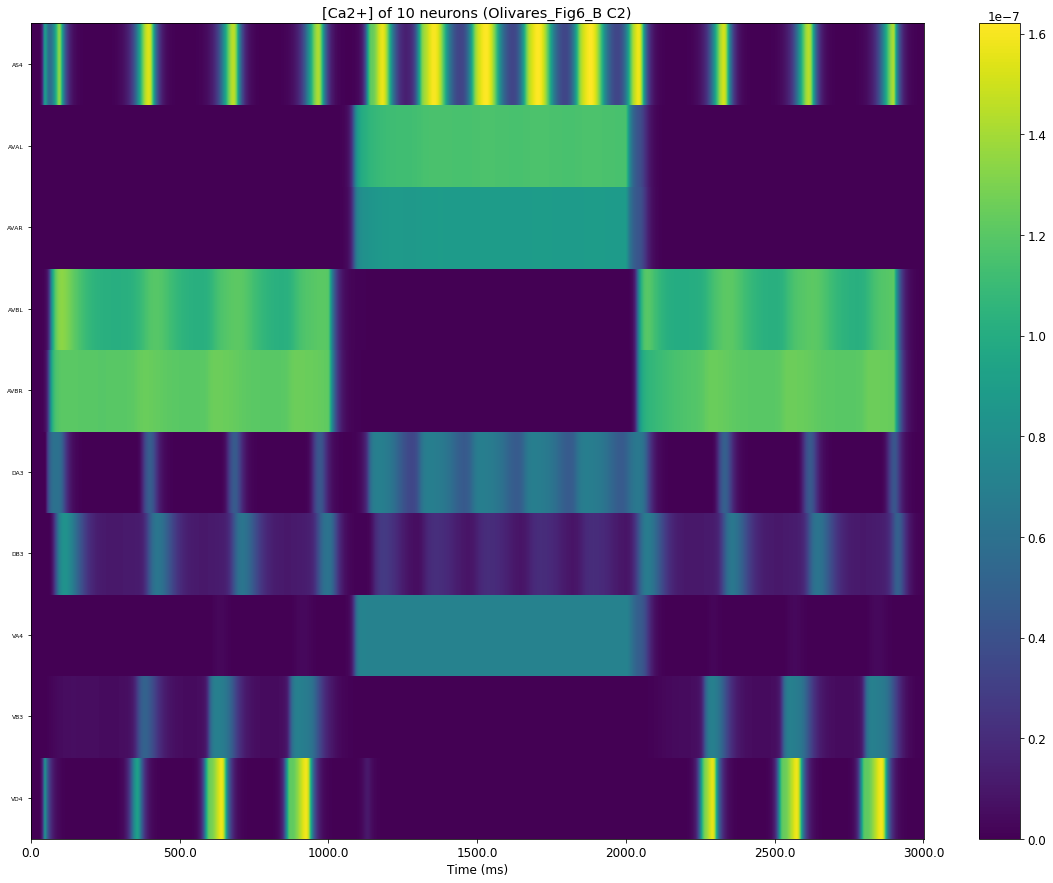 [Ca2+] of 10 neurons (Olivares_Fig6_B C2)
1e−7
AS4
AVAL
AVAR
AVBL
AVBR
DA3
DB3
VA4
VB3
VD4
0.0 500.0 1000.0 1500.0 2000.0 2500.0 3000.0
Time (ms)
1.6
1.4
1.2
1.0
0.8
0.6
0.4
0.2
0.0